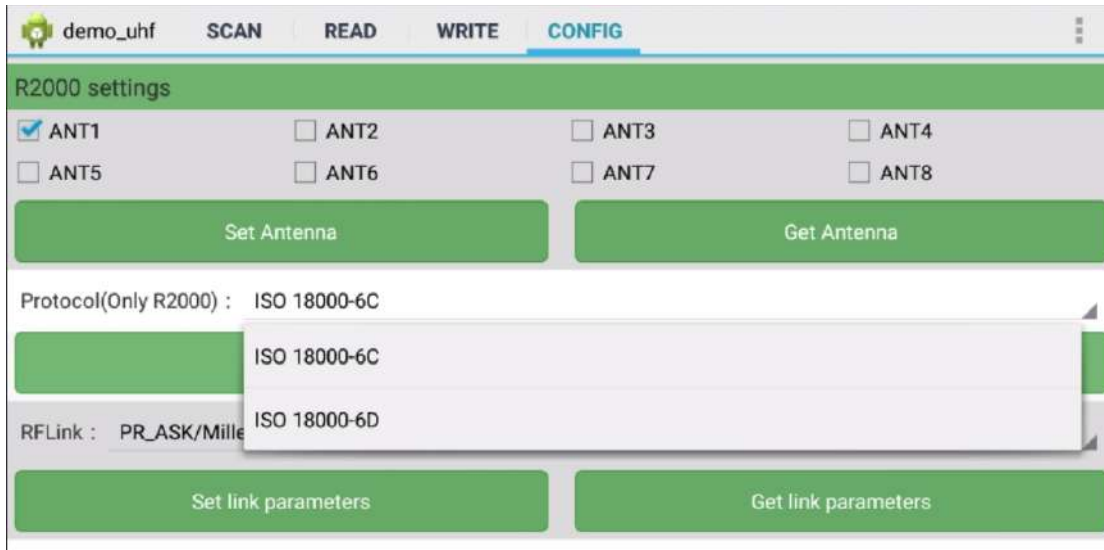 demo_uhf SCAN READ WRITE CONFIG
R2000 settings
ANT1 ANT2 ANT3 ANT4
ANT5 ANT6 ANT7 ANT8
Set Antenna Get Antenna
Protocol(Only R2000) : ISO 18000-6C
ISO 18000-6C
ISO 18000-6D
RFLink : PR_ASK/Mille
Set link parameters Get link parameters